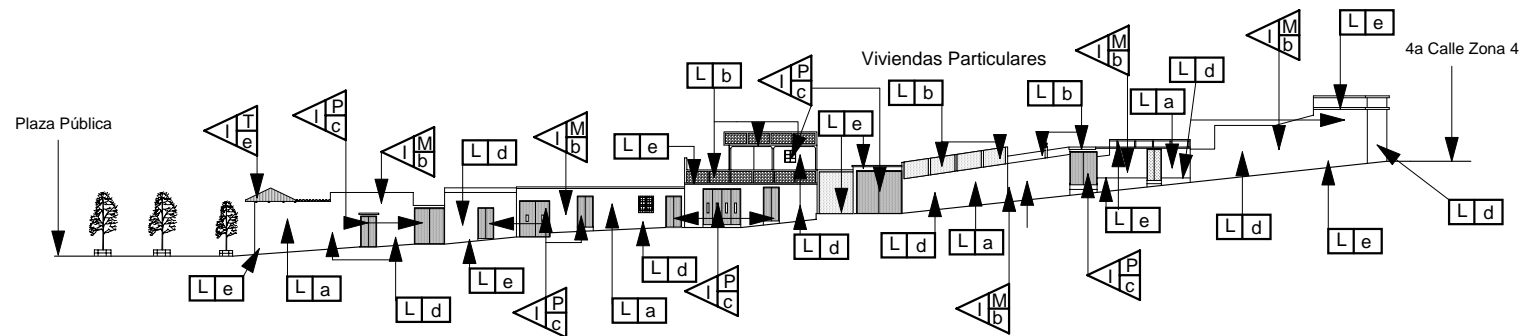 L e
I M b
4a Calle Zona 4
Viviendas Particulares
I M b
L d
I P c
L b
L b
L b
L a
Plaza Pública
I T e
I P c
I M b
I M b
L d
L e
L e
L e
L d
L d
L d
L a
L d
L e
L d
L e
L a
L e
L d
L a
I P c
I P c
I P c
I M b